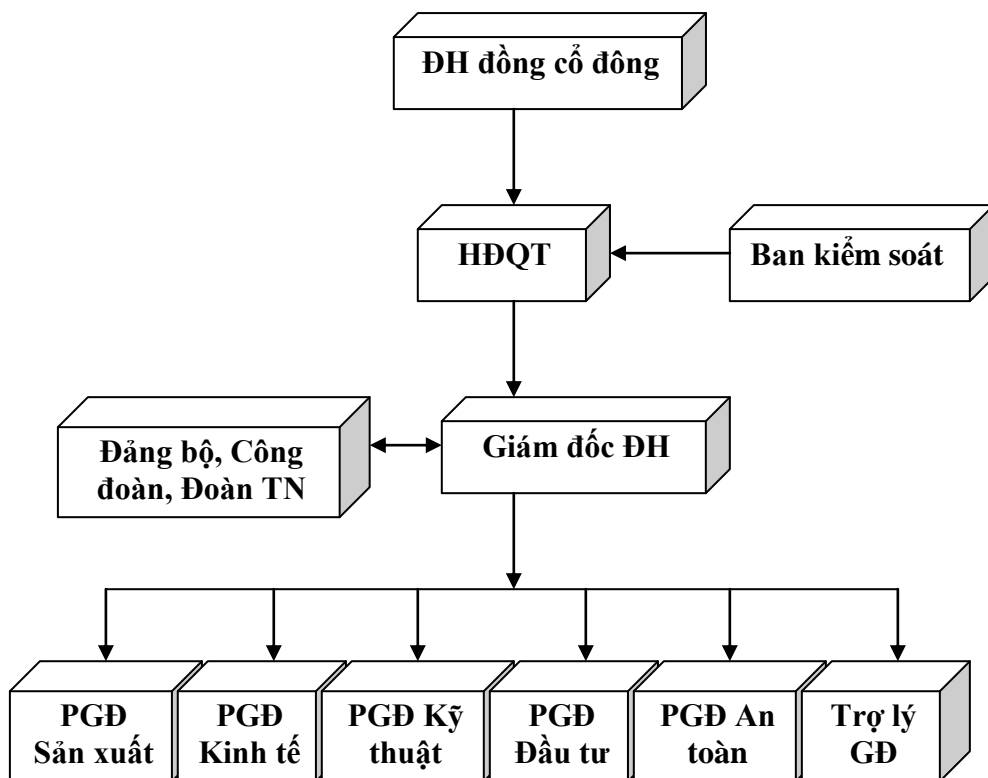 ĐH đồng cổ đông
HĐQT
Ban kiểm soát
Đảng bộ, Công
đoàn, Đoàn TN
Giám đốc ĐH
PGĐ
Sản xuất
PGĐ
Kinh tế
PGĐ Kỹ
thuật
PGĐ
Đầu tư
PGĐ An
toàn
Trợ lý
GĐ